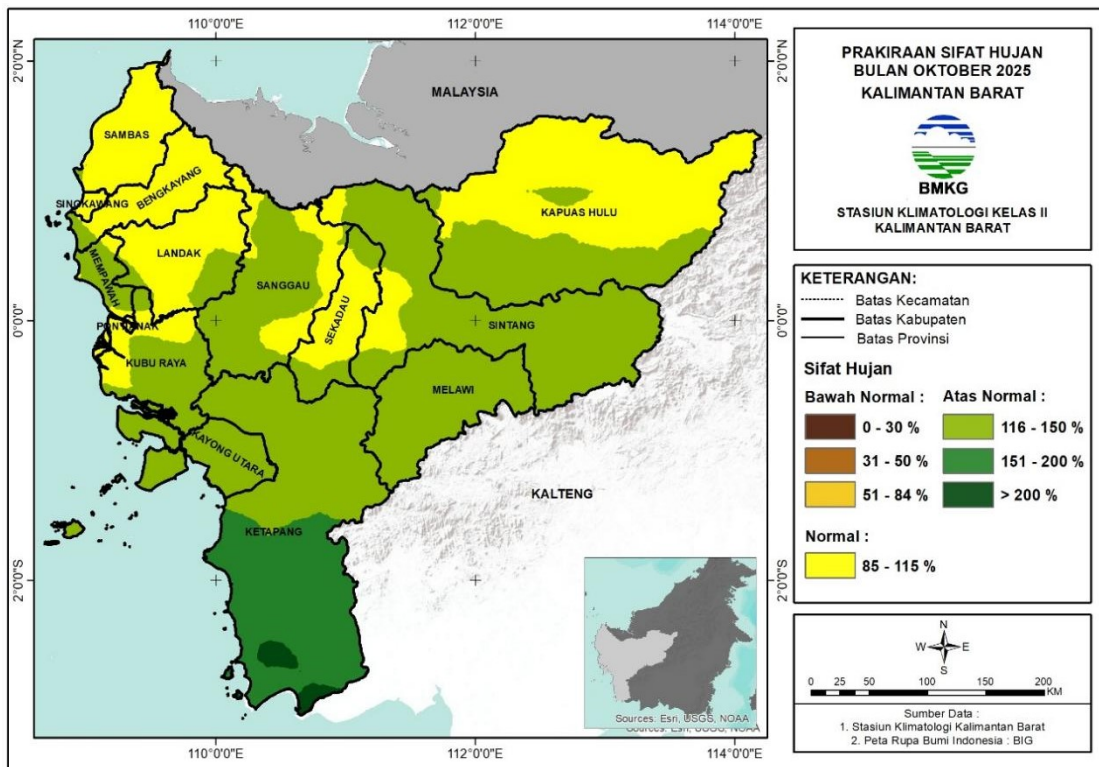 110°0'0"E
112°0'0"E
114°0'0"E
2°0'0"N
0°0'0"
2°0'0"S
2°0'0"N
0°0'0"
2°0'0"S
110°0'0"E
112°0'0"E
114°0'0"E
MALAYSIA
SAMBAS
SINGKAWANG
BENGKAYANG
KAPUAS HULU
LANDAK
MEMPAWAH
SANGGAU
SEKADAU
SINTANG
PONTIANAK
KUBU RAYA
MELAWI
KAYONG UTARA
KALTENG
KETAPANG
Sources: Esri, USGS, NOAA
Sources: Esri, USGS, NOAA
PRAKIRAAN SIFAT HUJAN
BULAN OKTOBER 2025
KALIMANTAN BARAT
BMKG
STASIUN KLIMATOLOGI KELAS II
KALIMANTAN BARAT
KETERANGAN:
Batas Kecamatan
Batas Kabupaten
Batas Provinsi
Sifat Hujan
Bawah Normal :
0 - 30 %
31 - 50 %
51 - 84 %
Atas Normal :
116 - 150 %
151 - 200 %
> 200 %
Normal :
85 - 115 %
N
W E
S
0 25 50 100 150 200
KM
Sumber Data :
1. Stasiun Klimatologi Kalimantan Barat
2. Peta Rupa Bumi Indonesia : BIG